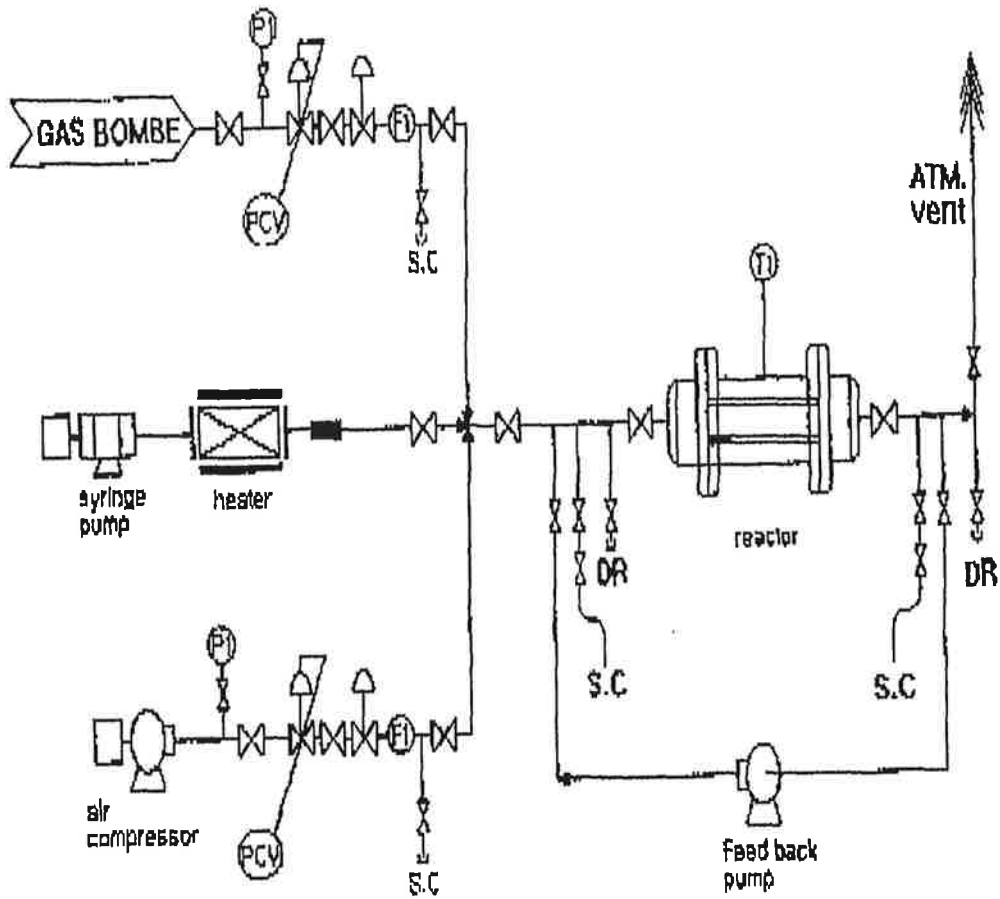 P1
GAS BOMBE
F1
PCV
S.C
ATM.
vent
T1
syringe
pump
heater
reactor
DR
DR
S.C
S.C
P1
F1
air
compressor
PCV
S.C
Feed back
pump